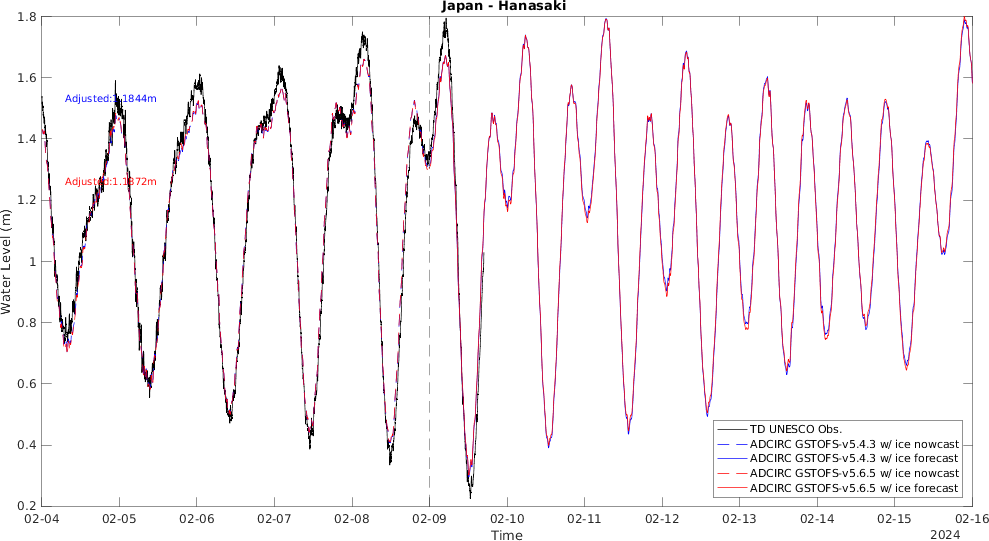 Japan - Hanasaki
1.8
1.6
1.4
1.2
1
0.8
0.6
0.4
0.2
Water Level (m)
Adjusted:1.1844m
Adjusted:1.1872m
TD UNESCO Obs.
ADCIRC GSTOFS-v5.4.3 w/ ice nowcast
ADCIRC GSTOFS-v5.4.3 w/ ice forecast
ADCIRC GSTOFS-v5.6.5 w/ ice nowcast
ADCIRC GSTOFS-v5.6.5 w/ ice forecast
02-04 02-05 02-06 02-07 02-08 02-09 02-10 02-11 02-12 02-13 02-14 02-15 02-16
Time
2024